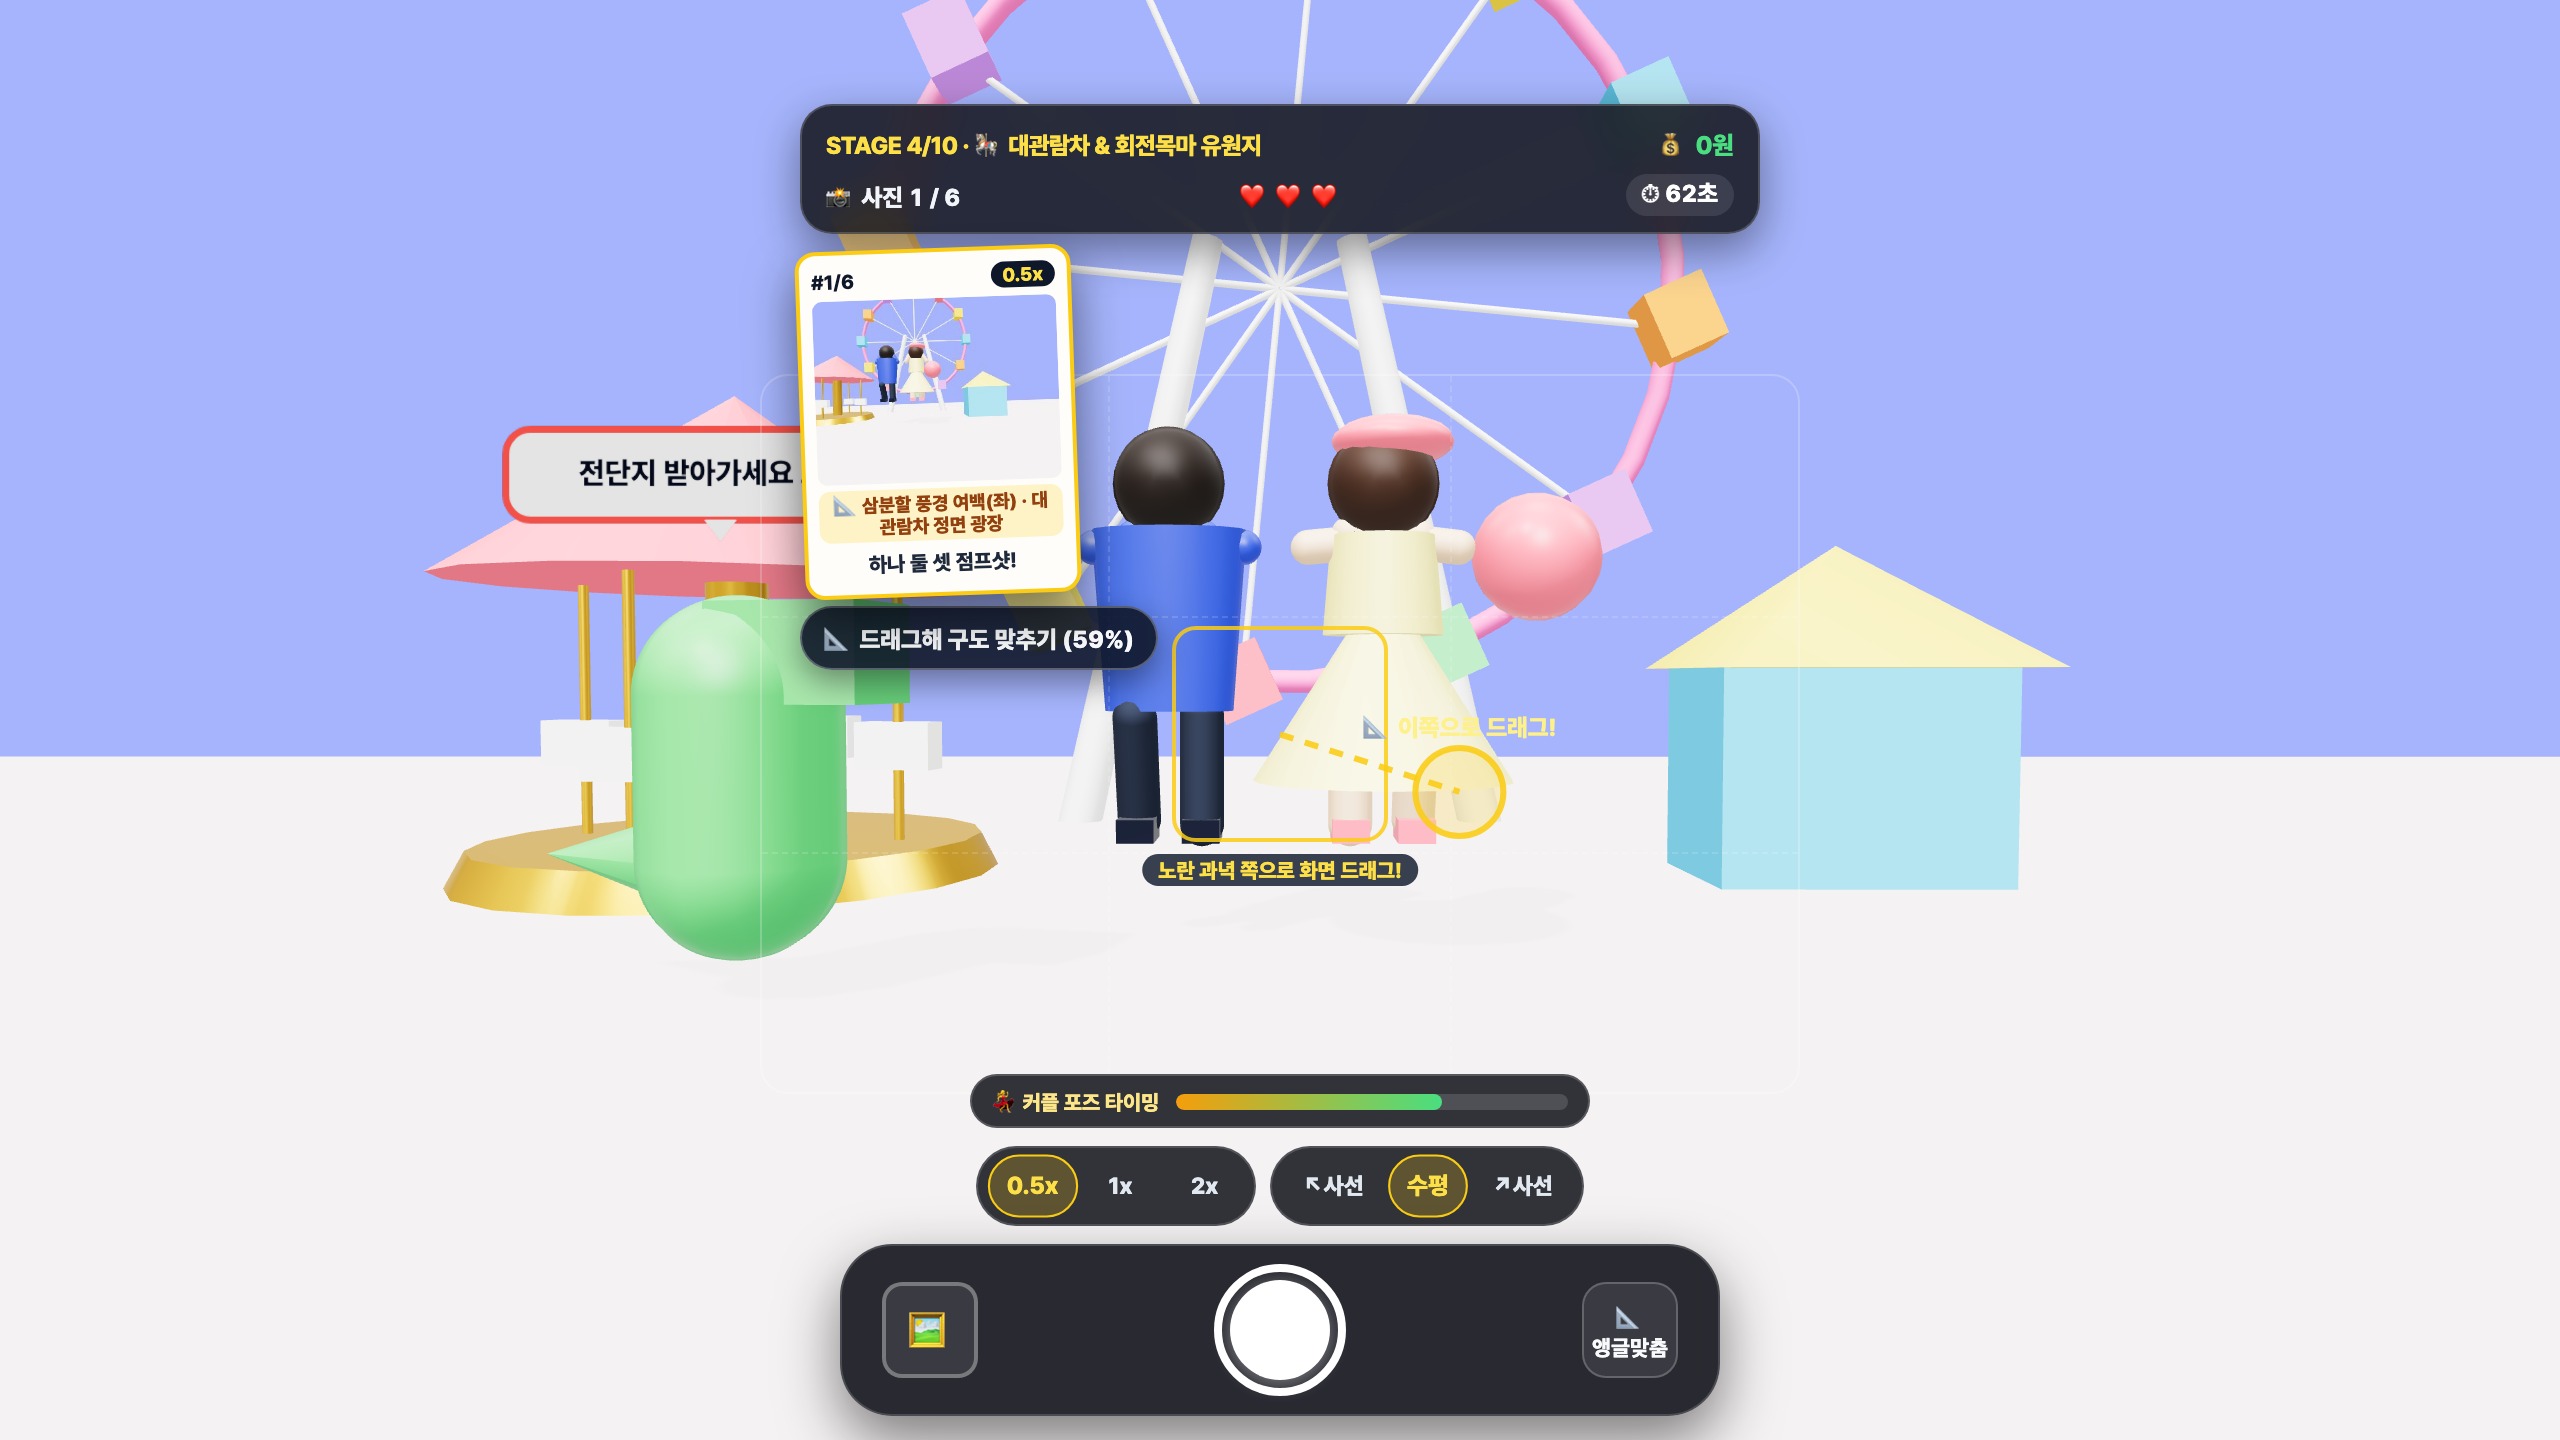 STAGE 4/10 · 🎠 대관람차 & 회전목마 유원지
💰 0원
📸 사진 1 / 6
❤️ ❤️ ❤️
⏱ 62초
#1/6
0.5x
📐 삼분할 풍경 여백(좌) · 대
관람차 정면 광장
하나 둘 셋 점프샷!
전단지 받아가세요
📐 드래그해 구도 맞추기 (59%)
📐 이쪽으로 드래그!
노란 과녁 쪽으로 화면 드래그!
💃 커플 포즈 타이밍
0.5x
1x
2x
↖사선
수평
↗사선
📐
앵글맞춤